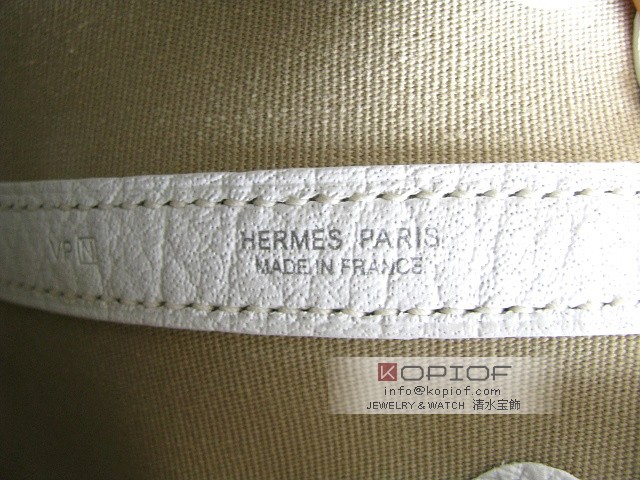 HERMES PARIS
MADE IN FRANCE
VP N
KOPIOF
info@kopiof.com
JEWELRY & WATCH 清水宝飾